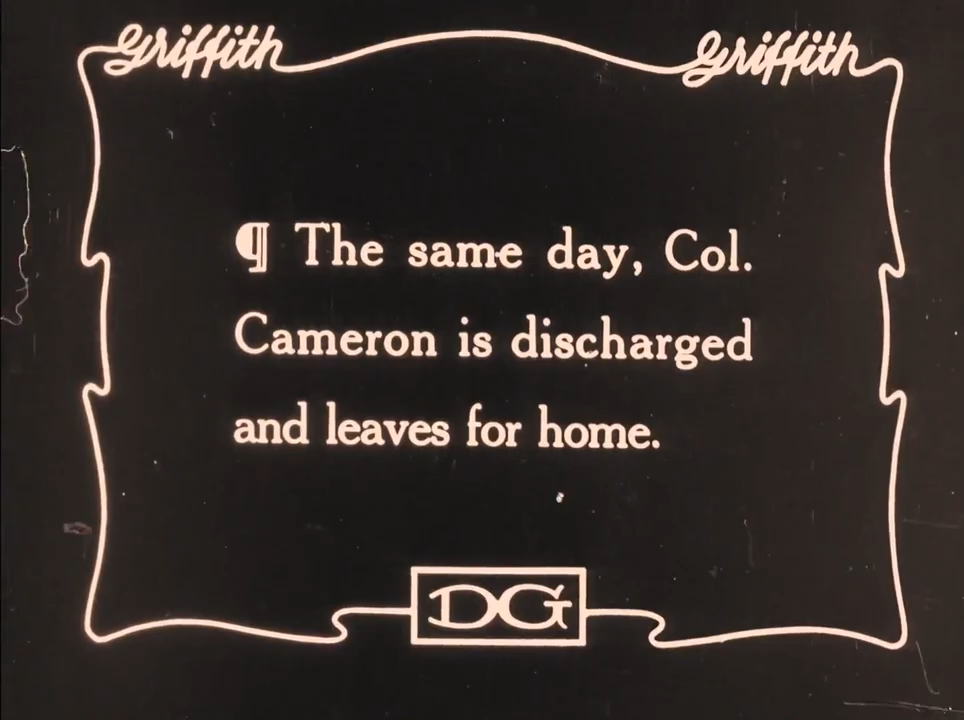 Griffith Griffith
¶ The same day, Col.
Cameron is discharged
and leaves for home.
DG